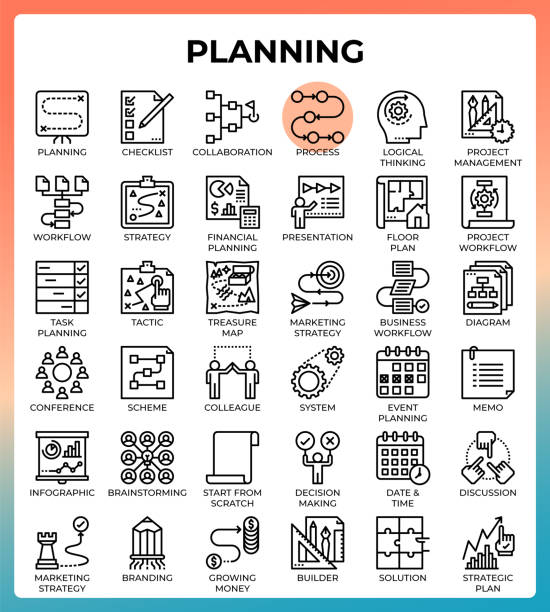 PLANNING
PLANNING
CHECKLIST
COLLABORATION
PROCESS
LOGICAL
THINKING
PROJECT
MANAGEMENT
WORKFLOW
STRATEGY
FINANCIAL
PLANNING
PRESENTATION
FLOOR
PLAN
PROJECT
WORKFLOW
TASK
PLANNING
TACTIC
TREASURE
MAP
MARKETING
STRATEGY
BUSINESS
WORKFLOW
DIAGRAM
CONFERENCE
SCHEME
COLLEAGUE
SYSTEM
EVENT
PLANNING
MEMO
INFOGRAPHIC
BRAINSTORMING
START FROM
SCRATCH
DECISION
MAKING
DATE &
TIME
DISCUSSION
MARKETING
STRATEGY
BRANDING
GROWING
MONEY
BUILDER
SOLUTION
STRATEGIC
PLAN